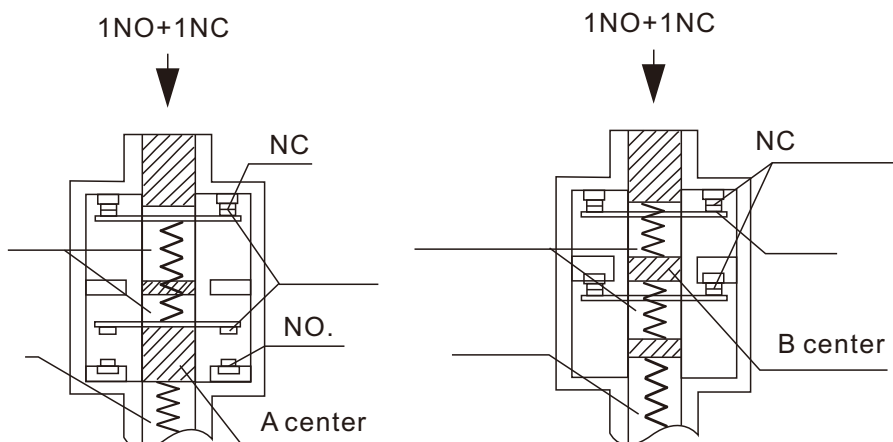 1NO+1NC
NC
NO.
A center
1NO+1NC
NC
B center